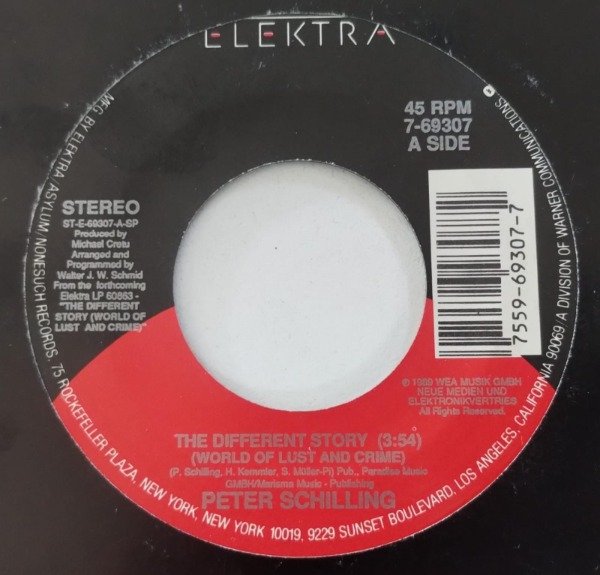 ELEKTRA
45 RPM
7-69307
A SIDE
STEREO
ST-E-69307-A-SP
Produced by
Michael Cretu
Arranged and
Programmed by
Walter J. W. Schmid
From the forthcoming
Elektra LP 60863 -
"THE DIFFERENT
STORY (WORLD OF
LUST AND CRIME)"
7559-69307-7
℗ 1989 WEA MUSIK GMBH
NEUE MEDIEN UND
ELEKTRONIKVERTRIES
All Rights Reserved.
THE DIFFERENT STORY (3:54)
(WORLD OF LUST AND CRIME)
(P. Schilling, H. Kemmler, S. Müller-Pi) Pub., Paradise Music
GMBH/Marisma Music - Publishing
PETER SCHILLING
MFG. BY ELEKTRA/ASYLUM/NONESUCH RECORDS, 75 ROCKEFELLER PLAZA, NEW YORK, NEW YORK 10019, 9229 SUNSET BOULEVARD, LOS ANGELES, CALIFORNIA 90069/A DIVISION OF WARNER COMMUNICATIONS